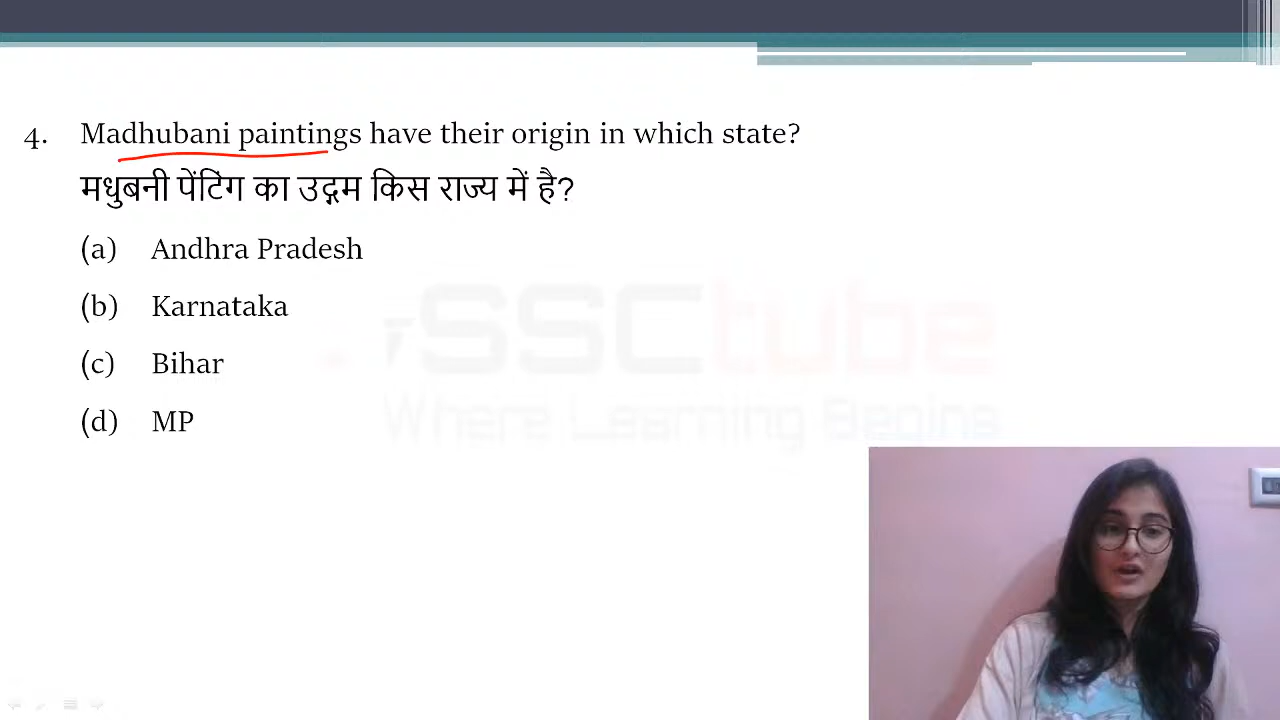 4. Madhubani paintings have their origin in which state?
मधुबनी पेंटिंग का उद्गम किस राज्य में है?
(a) Andhra Pradesh
(b) Karnataka
(c) Bihar
(d) MP
SSCtube
Where Learning Begins